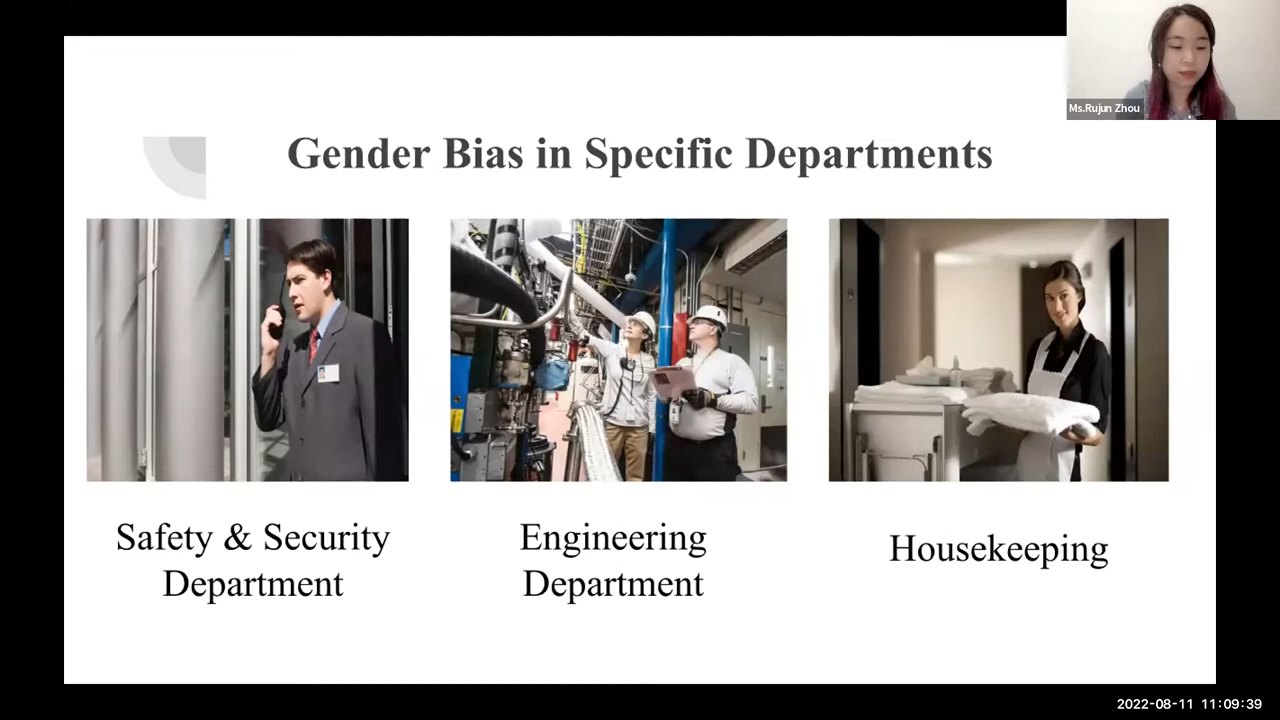 Ms.Rujun Zhou
Gender Bias in Specific Departments
Safety & Security
Department
Engineering
Department
Housekeeping
2022-08-11 11:09:39